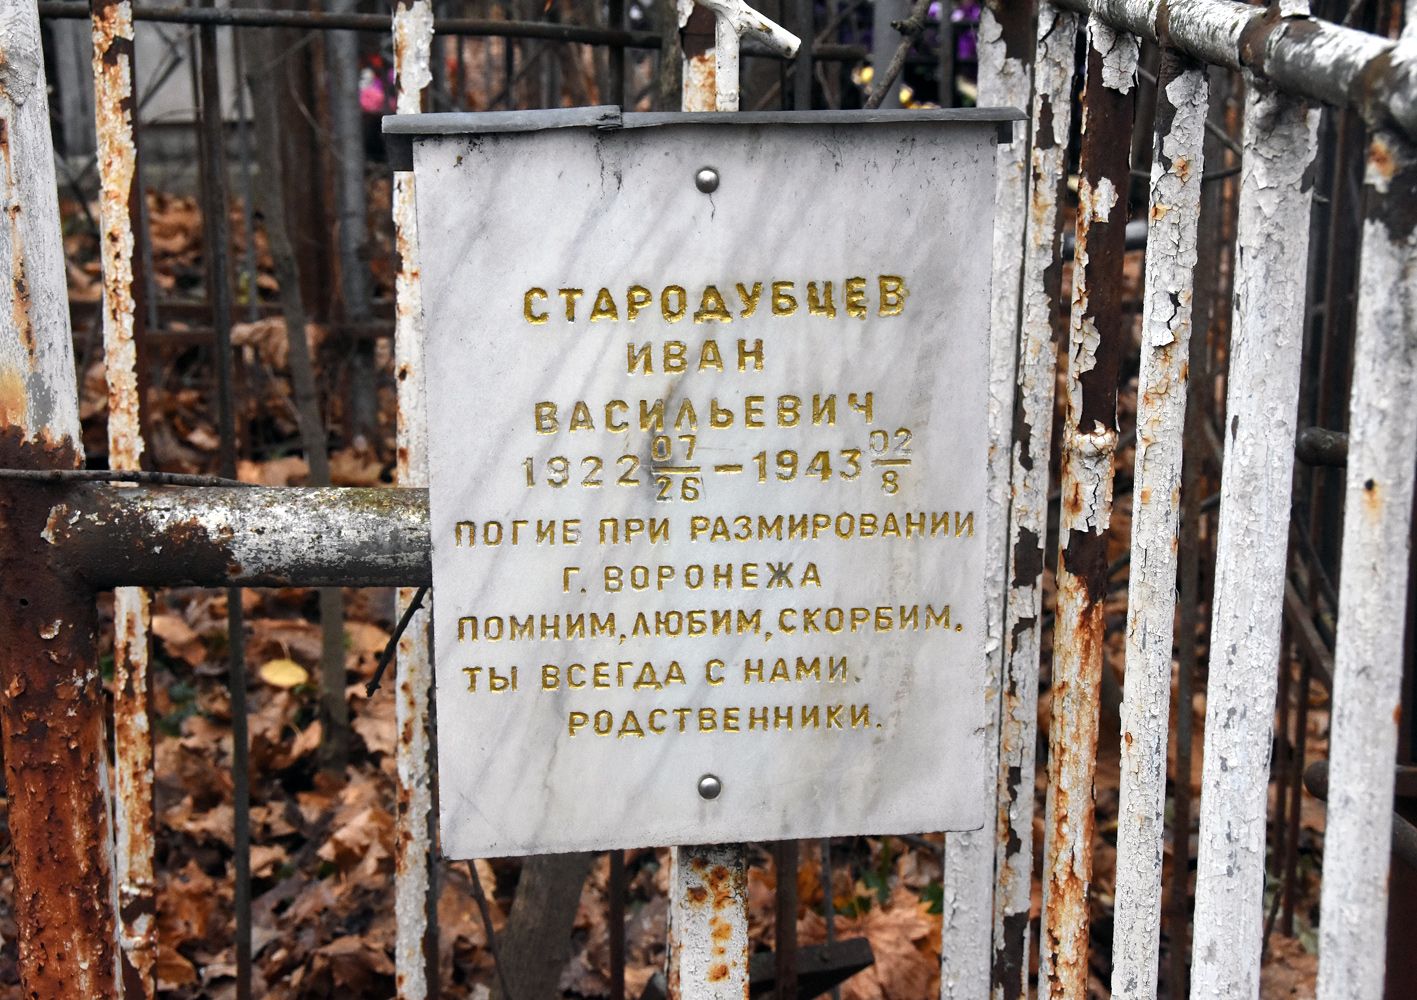 СТАРОДУБЦЕВ
ИВАН
ВАСИЛЬЕВИЧ
1922 07/26 – 1943 02/8
ПОГИБ ПРИ РАЗМИРОВАНИИ
Г. ВОРОНЕЖА
ПОМНИМ, ЛЮБИМ, СКОРБИМ.
ТЫ ВСЕГДА С НАМИ.
РОДСТВЕННИКИ.